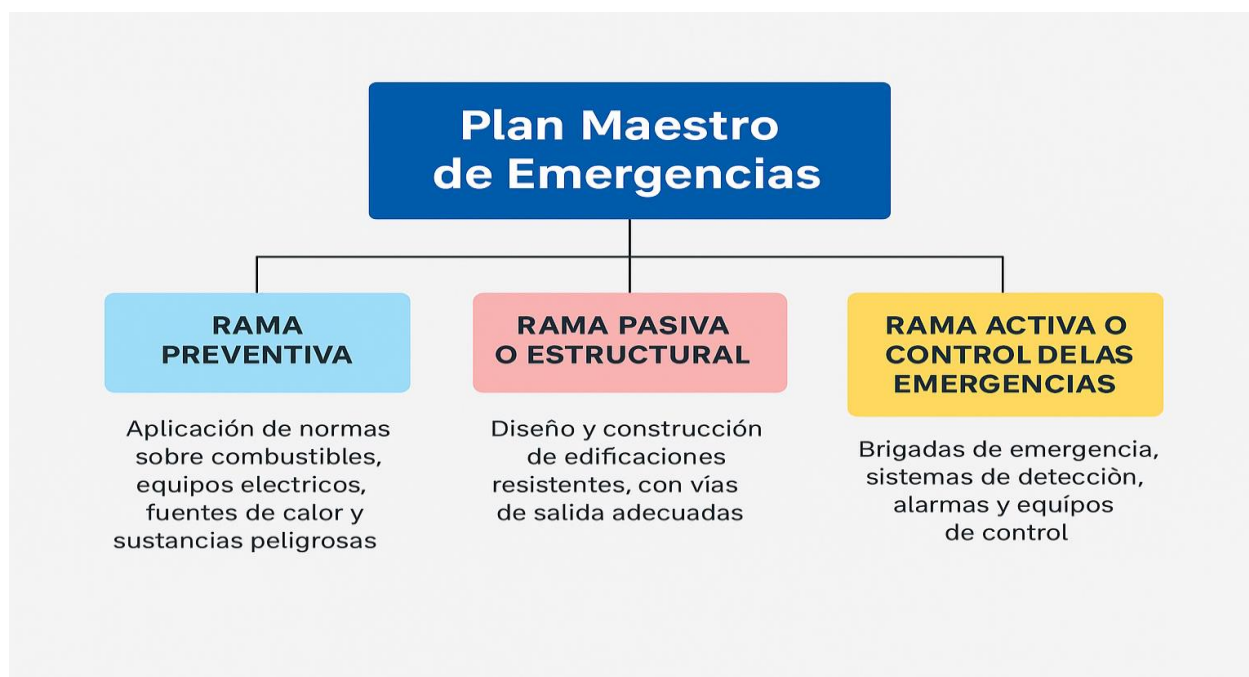 Plan Maestro
de Emergencias
RAMA
PREVENTIVA
Aplicación de normas
sobre combustibles,
equipos electricos,
fuentes de calor y
sustancias peligrosas
RAMA PASIVA
O ESTRUCTURAL
Diseño y construcción
de edificaciones
resistentes, con vías
de salida adecuadas
RAMA ACTIVA O
CONTROL DELAS
EMERGENCIAS
Brigadas de emergencia,
sistemas de detecciòn,
alarmas y equípos
de control